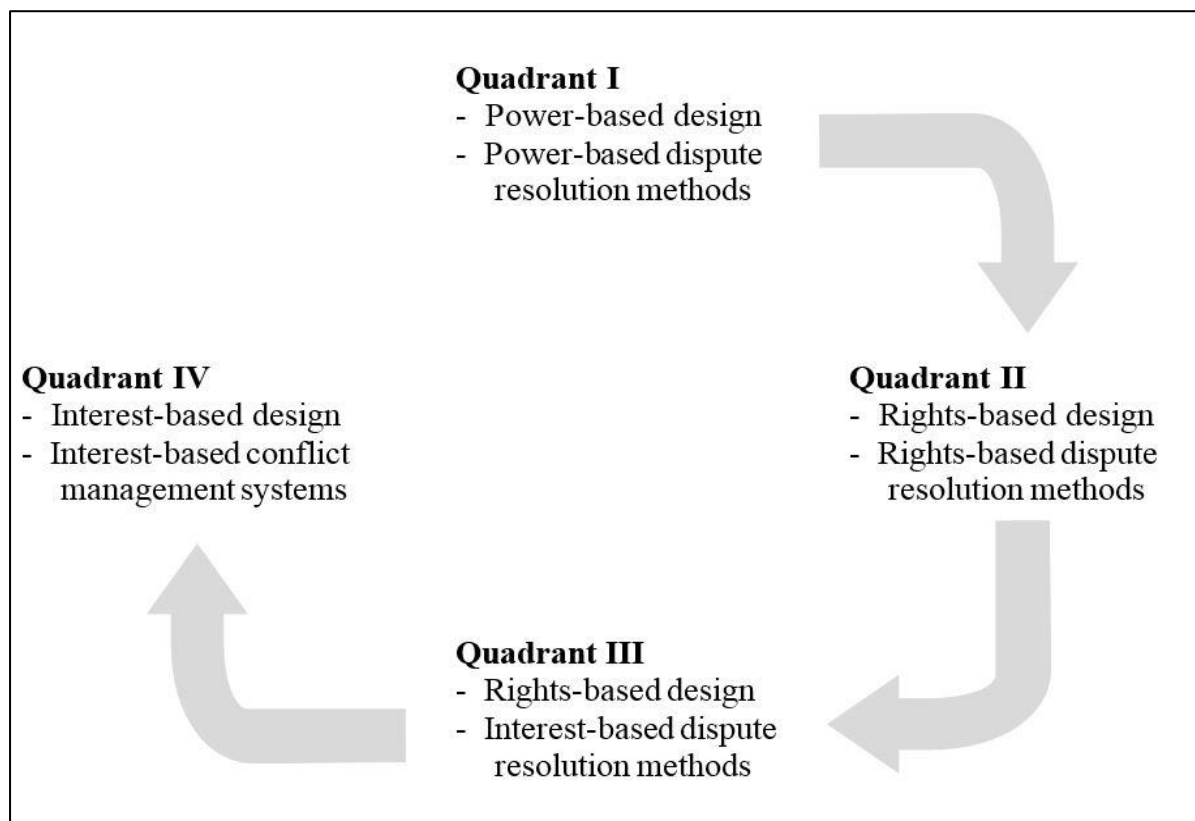 Quadrant I
- Power-based design
- Power-based dispute
resolution methods
Quadrant II
- Rights-based design
- Rights-based dispute
resolution methods
Quadrant III
- Rights-based design
- Interest-based dispute
resolution methods
Quadrant IV
- Interest-based design
- Interest-based conflict
management systems